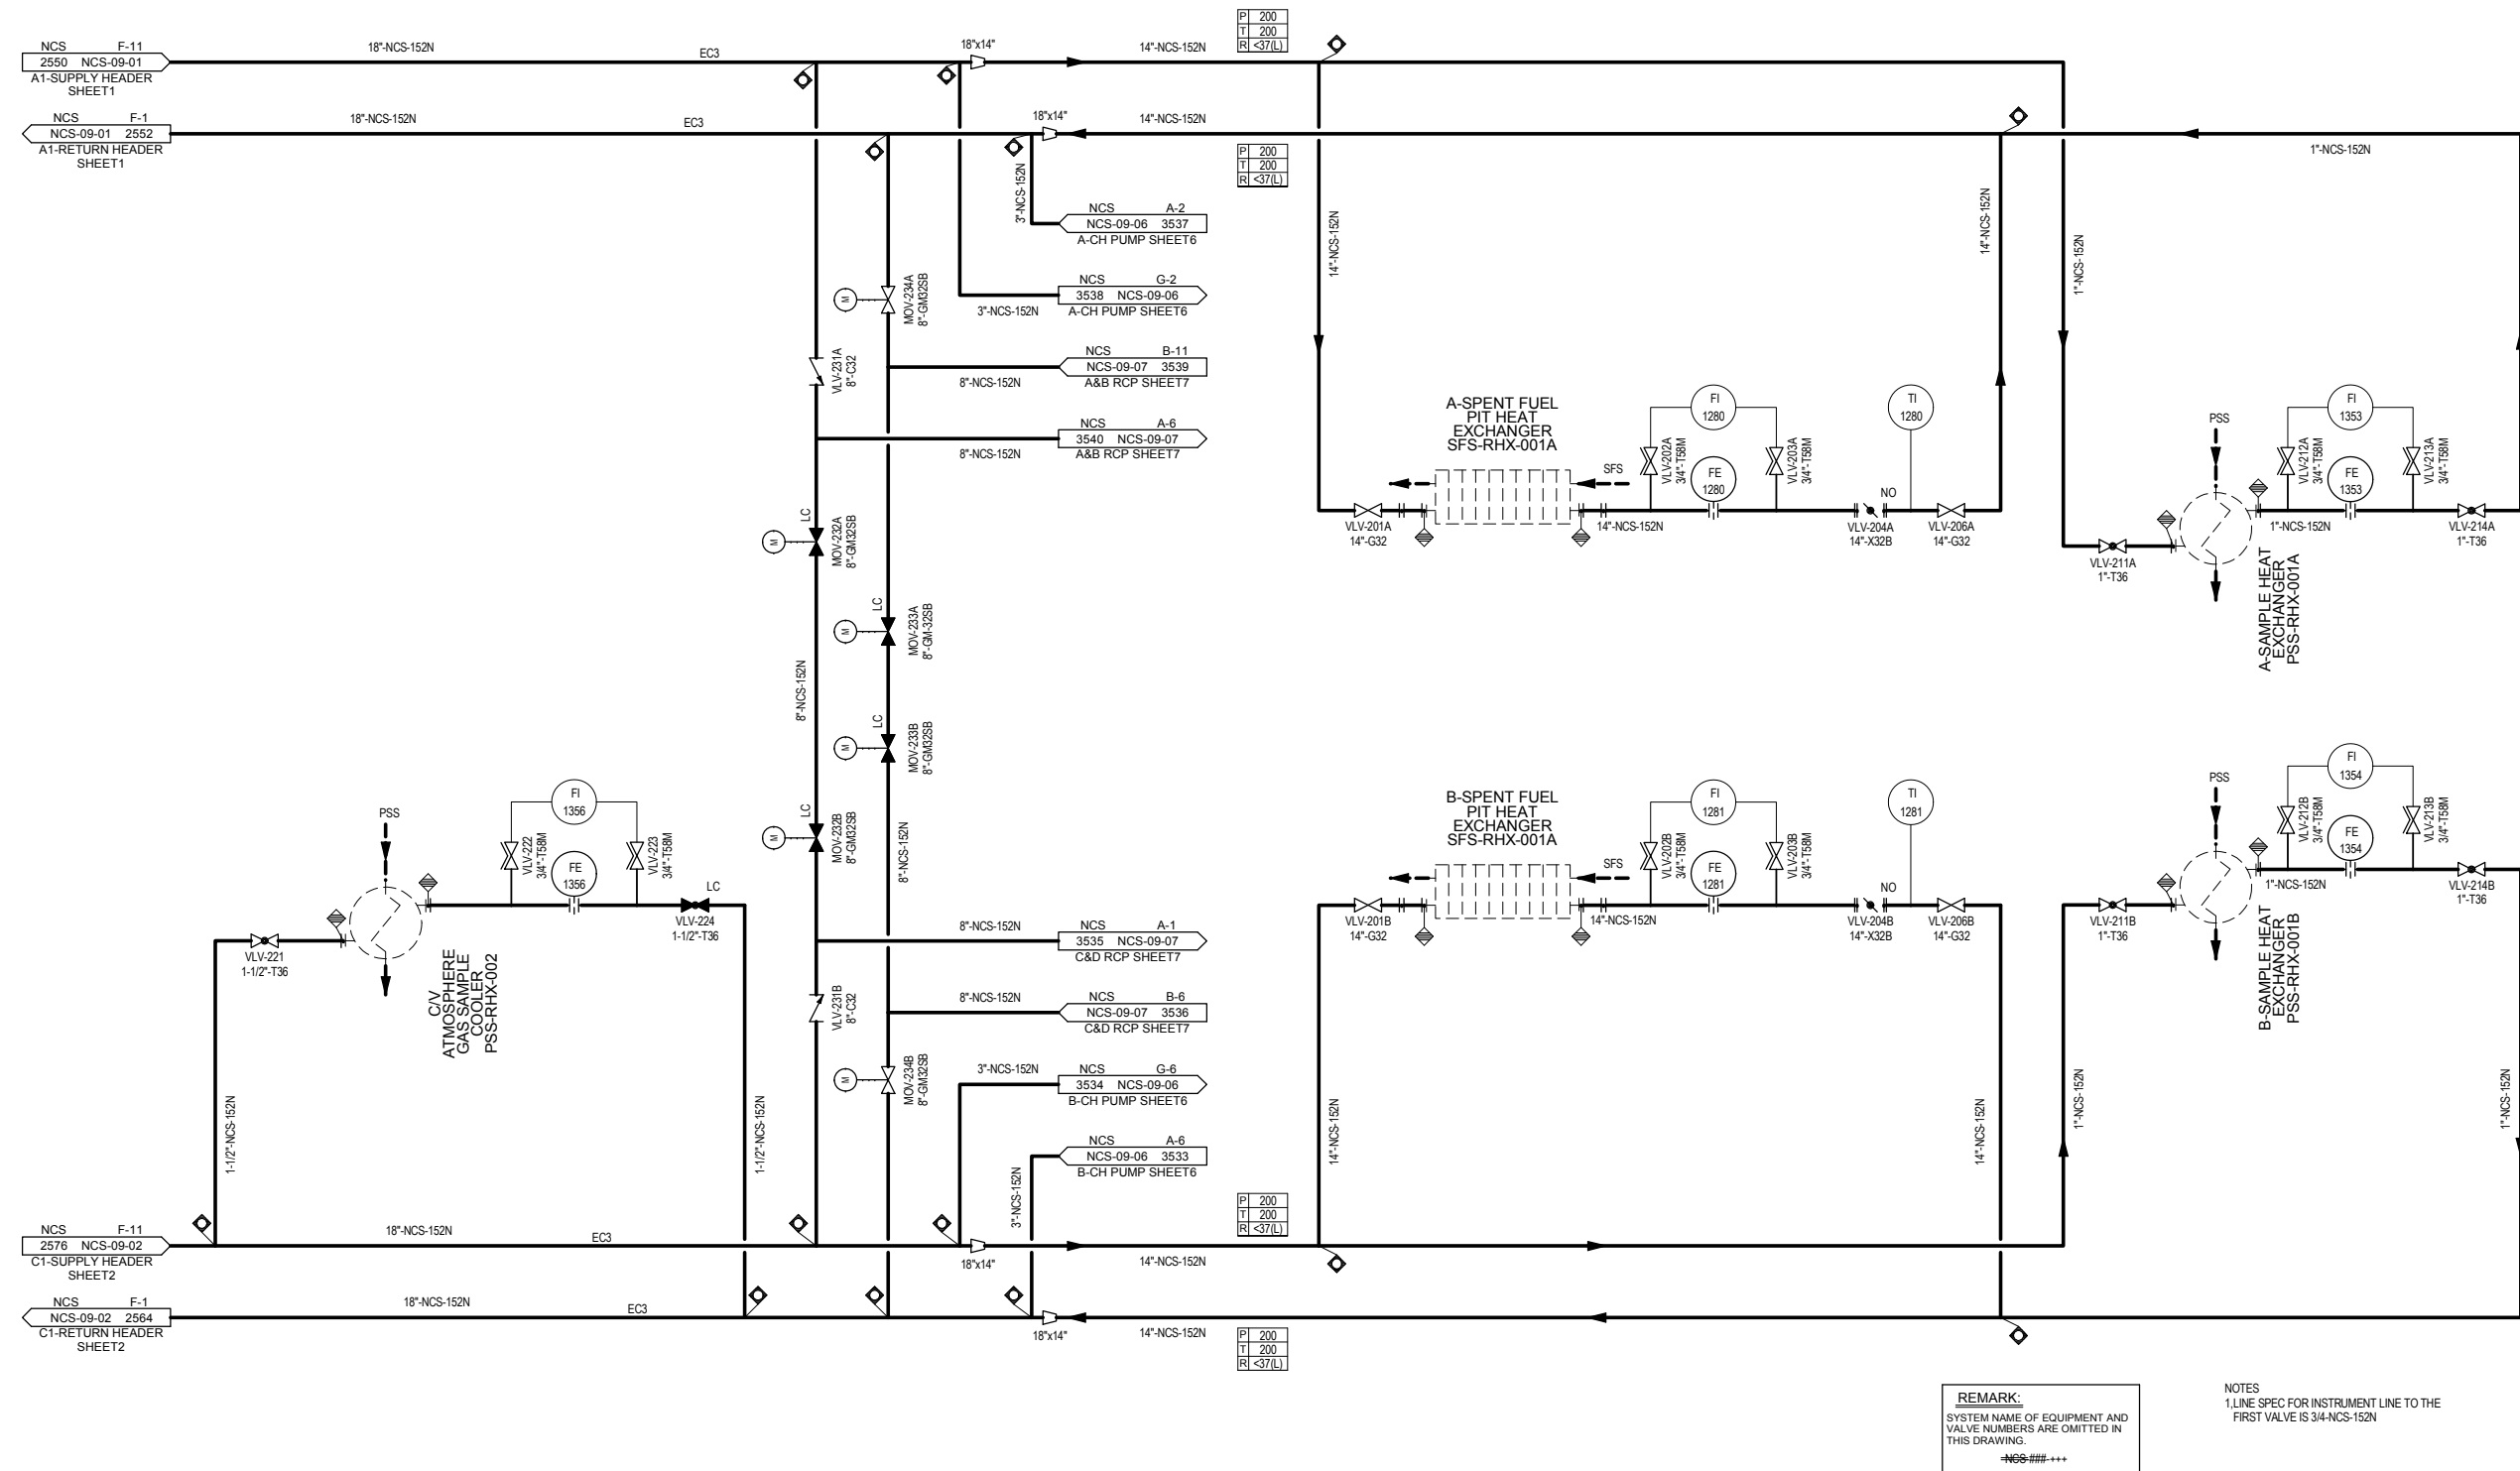 NCS F-11
2550 NCS-09-01
A1-SUPPLY HEADER
SHEET1
18"-NCS-152N
EC3
18"x14"
14"-NCS-152N
P 200
T 200
R <37(L)
NCS F-1
NCS-09-01 2552
A1-RETURN HEADER
SHEET1
18"-NCS-152N
EC3
18"x14"
14"-NCS-152N
P 200
T 200
R <37(L)
1"-NCS-152N
3"-NCS-152N
NCS A-2
NCS-09-06 3537
A-CH PUMP SHEET6
NCS G-2
3538 NCS-09-06
A-CH PUMP SHEET6
3"-NCS-152N
NCS B-11
NCS-09-07 3539
A&B RCP SHEET7
8"-NCS-152N
NCS A-6
3540 NCS-09-07
A&B RCP SHEET7
8"-NCS-152N
M
MOV-234A
8"-GM32SB
VLV-231A
8"-C32
LC
M
MOV-232A
8"-GM32SB
LC
M
MOV-233A
8"-GM-32SB
8"-NCS-152N
LC
M
MOV-233B
8"-GM32SB
LC
M
MOV-232B
8"-GM32SB
8"-NCS-152N
14"-NCS-152N
14"-NCS-152N
1"-NCS-152N
A-SPENT FUEL
PIT HEAT
EXCHANGER
SFS-RHX-001A
SFS
VLV-201A
14"-G32
14"-NCS-152N
VLV-202A
3/4"-T58M
FI
1280
FE
1280
VLV-203A
3/4"-T58M
NO
VLV-204A
14"-X32B
TI
1280
VLV-206A
14"-G32
PSS
VLV-211A
1"-T36
A-SAMPLE HEAT
EXCHANGER
PSS-RHX-001A
1"-NCS-152N
VLV-212A
3/4"-T58M
FI
1353
FE
1353
VLV-213A
3/4"-T58M
VLV-214A
1"-T36
PSS
VLV-221
1-1/2"-T36
C/V
ATMOSPHERE
GAS SAMPLE
COOLER
PSS-RHX-002
VLV-222
3/4"-T58M
FI
1356
FE
1356
VLV-223
3/4"-T58M
LC
VLV-224
1-1/2"-T36
1-1/2"-NCS-152N
1-1/2"-NCS-152N
8"-NCS-152N
NCS A-1
3535 NCS-09-07
C&D RCP SHEET7
VLV-231B
8"-C32
8"-NCS-152N
NCS B-6
NCS-09-07 3536
C&D RCP SHEET7
M
MOV-234B
8"-GM32SB
3"-NCS-152N
NCS G-6
3534 NCS-09-06
B-CH PUMP SHEET6
NCS A-6
NCS-09-06 3533
B-CH PUMP SHEET6
3"-NCS-152N
B-SPENT FUEL
PIT HEAT
EXCHANGER
SFS-RHX-001A
SFS
VLV-201B
14"-G32
14"-NCS-152N
VLV-202B
3/4"-T58M
FI
1281
FE
1281
VLV-203B
3/4"-T58M
NO
VLV-204B
14"-X32B
TI
1281
VLV-206B
14"-G32
14"-NCS-152N
14"-NCS-152N
PSS
VLV-211B
1"-T36
B-SAMPLE HEAT
EXCHANGER
PSS-RHX-001B
1"-NCS-152N
VLV-212B
3/4"-T58M
FI
1354
FE
1354
VLV-213B
3/4"-T58M
VLV-214B
1"-T36
1"-NCS-152N
1"-NCS-152N
NCS F-11
2576 NCS-09-02
C1-SUPPLY HEADER
SHEET2
18"-NCS-152N
EC3
18"x14"
14"-NCS-152N
P 200
T 200
R <37(L)
NCS F-1
NCS-09-02 2564
C1-RETURN HEADER
SHEET2
18"-NCS-152N
EC3
18"x14"
14"-NCS-152N
P 200
T 200
R <37(L)
REMARK:
SYSTEM NAME OF EQUIPMENT AND
VALVE NUMBERS ARE OMITTED IN
THIS DRAWING.
NCS-###-+++
NOTES
1,LINE SPEC FOR INSTRUMENT LINE TO THE
FIRST VALVE IS 3/4-NCS-152N